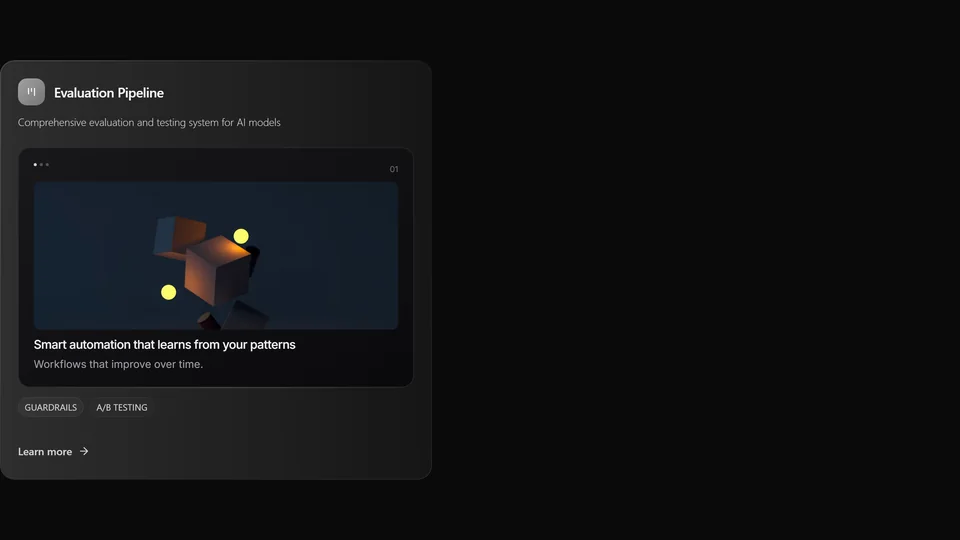 Evaluation Pipeline
Comprehensive evaluation and testing system for AI models
01
Smart automation that learns from your patterns
Workflows that improve over time.
GUARDRAILS
A/B TESTING
Learn more